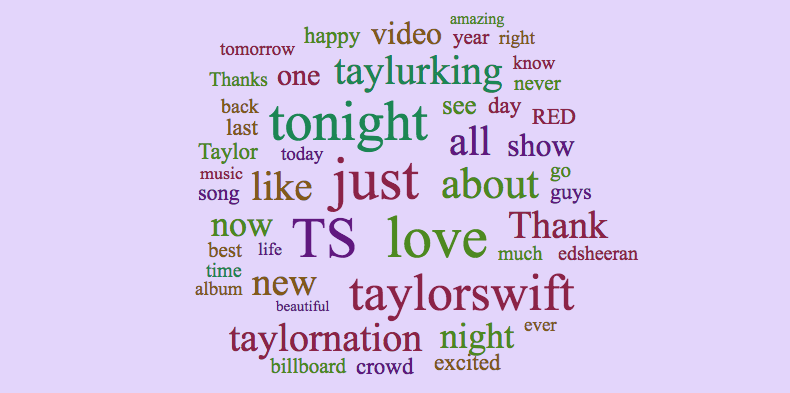 amazing
happy video year right
tomorrow
Thanks one taylurking know
never
back tonight see day RED
last
Taylor today all show
music just about go
song like guys
now TS love Thank
best life much edsheeran
time
album new taylorswift
beautiful
taylornation night ever
billboard crowd excited